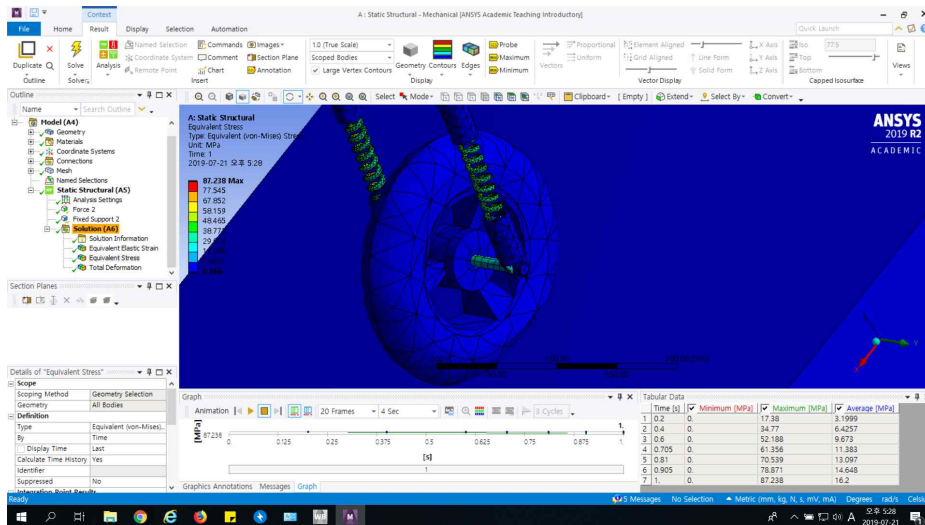 Context
A : Static Structural - Mechanical [ANSYS Academic Teaching Introductory]
File Home Result Display Selection Automation
Quick Launch
Duplicate Q
Solve
Analysis
Named Selection
Coordinate System
Remote Point
Commands
Comment
Chart
Images
Section Plane
Annotation
1.0 (True Scale)
Scoped Bodies
Large Vertex Contours
Geometry Contours Edges
Probe
Maximum
Minimum
Vectors
Proportional
Uniform
Element Aligned
Grid Aligned
Line Form
Solid Form
X Axis
Y Axis
Z Axis
Iso
77.5
Top
Bottom
Views
Outline Solve Insert Display Vector Display Capped Isosurface
Outline
Name
Search Outline
Select Mode Clipboard [ Empty ] Extend Select By Convert
Model (A4)
Geometry
Materials
Coordinate Systems
Connections
Mesh
Named Selections
Static Structural (A5)
Analysis Settings
Force 2
Fixed Support 2
Solution (A6)
Solution Information
Equivalent Elastic Strain
Equivalent Stress
Total Deformation
A: Static Structural
Equivalent Stress
Type: Equivalent (von-Mises) Stress
Unit: MPa
Time: 1
2019-07-21 오후 5:28
87.238 Max
77.545
67.852
58.159
48.465
ANSYS
2019 R2
ACADEMIC
Section Planes
Details of "Equivalent Stress"
Scope
Scoping Method Geometry Selection
Geometry All Bodies
Definition
Type Equivalent (von-Mises)..
By Time
Display Time Last
Calculate Time History Yes
Identifier
Suppressed No
Integration Point Results
Graph
Animation 20 Frames 4 Sec 3 Cycles
[MPa]
87.238
1.
0. 0.125 0.25 0.375 0.5 0.625 0.75 0.875 1.
[s]
1
Graphics Annotations Messages Graph
Tabular Data
Time [s] Minimum [MPa] Maximum [MPa] Average [MPa]
1 0.2 0. 17.38 3.1999
2 0.4 0. 34.77 6.4257
3 0.6 0. 52.188 9.673
4 0.705 0. 61.356 11.383
5 0.81 0. 70.539 13.097
6 0.905 0. 78.871 14.648
7 1. 0. 87.238 16.2
Ready
5 Messages No Selection Metric (mm, kg, N, s, mV, mA) Degrees rad/s Celsi
A 오후 5:28
2019-07-21